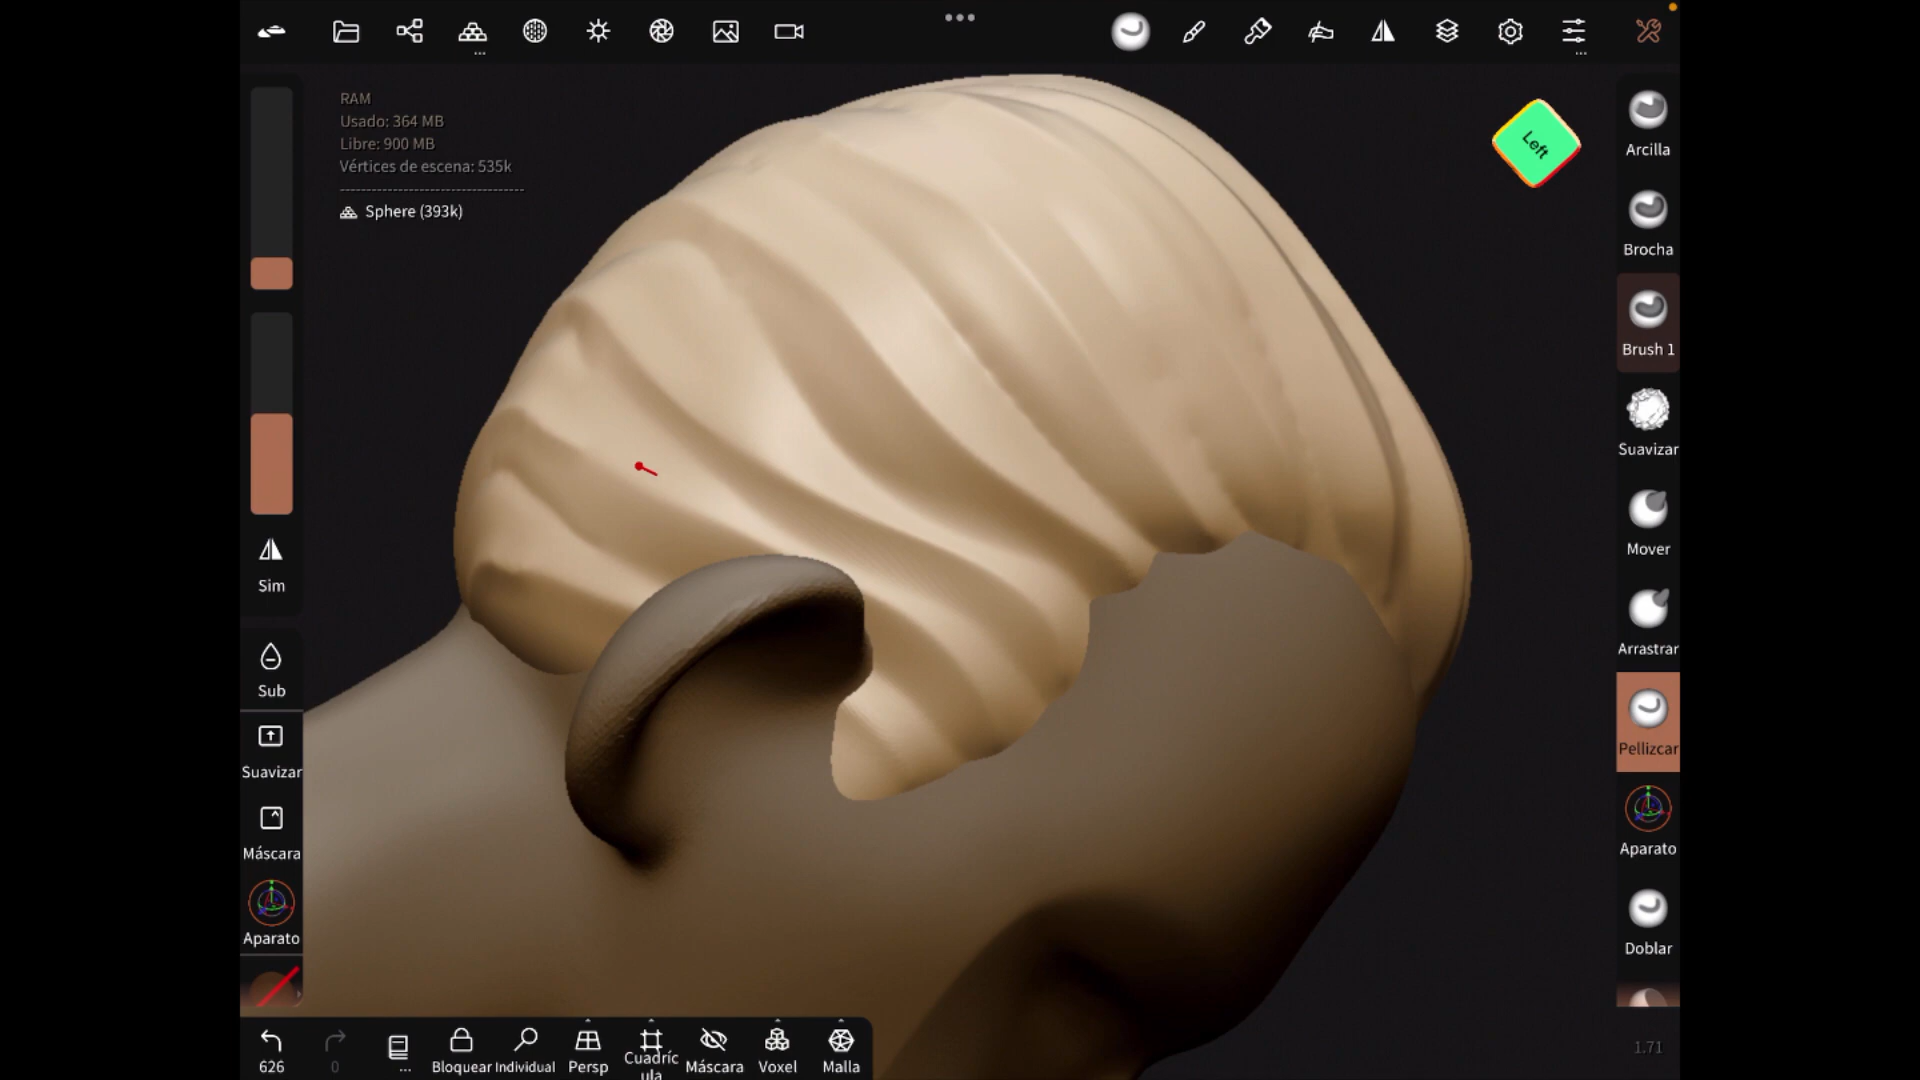 RAM
Usado: 364 MB
Libre: 900 MB
Vértices de escena: 535k
------------------------------------
Sphere (393k)
Left
Sim
Sub
Suavizar
Máscara
Aparato
Arcilla
Brocha
Brush 1
Suavizar
Mover
Arrastrar
Pellizcar
Aparato
Doblar
1.71
626
0
...
Bloquear
Individual
Persp
Cuadríc
ula
Máscara
Voxel
Malla